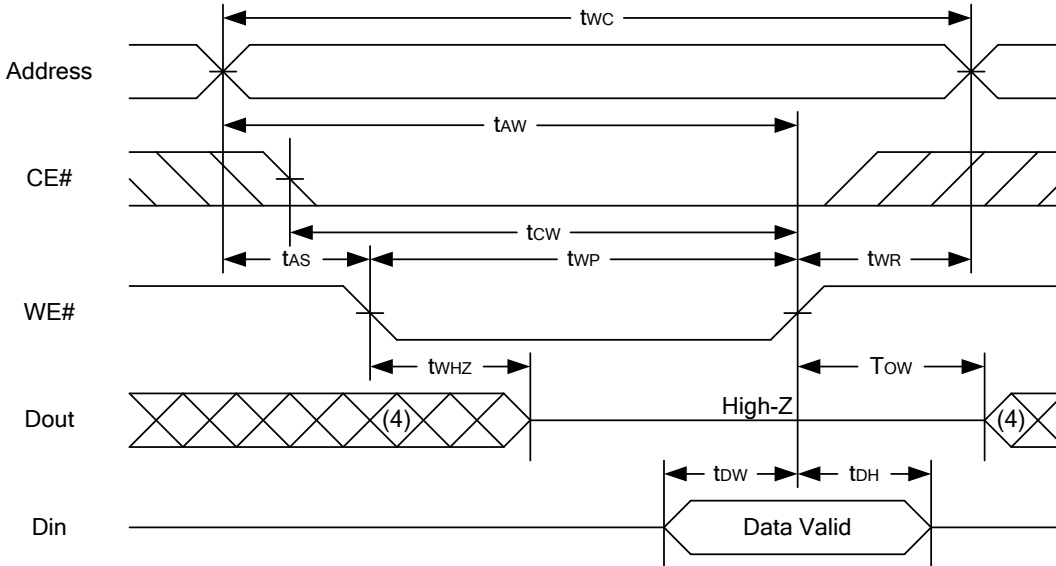 tWC
Address
tAW
CE#
tCW
tAS tWP tWR
WE#
tWHZ TOW
Dout (4) High-Z (4)
tDW tDH
Din Data Valid